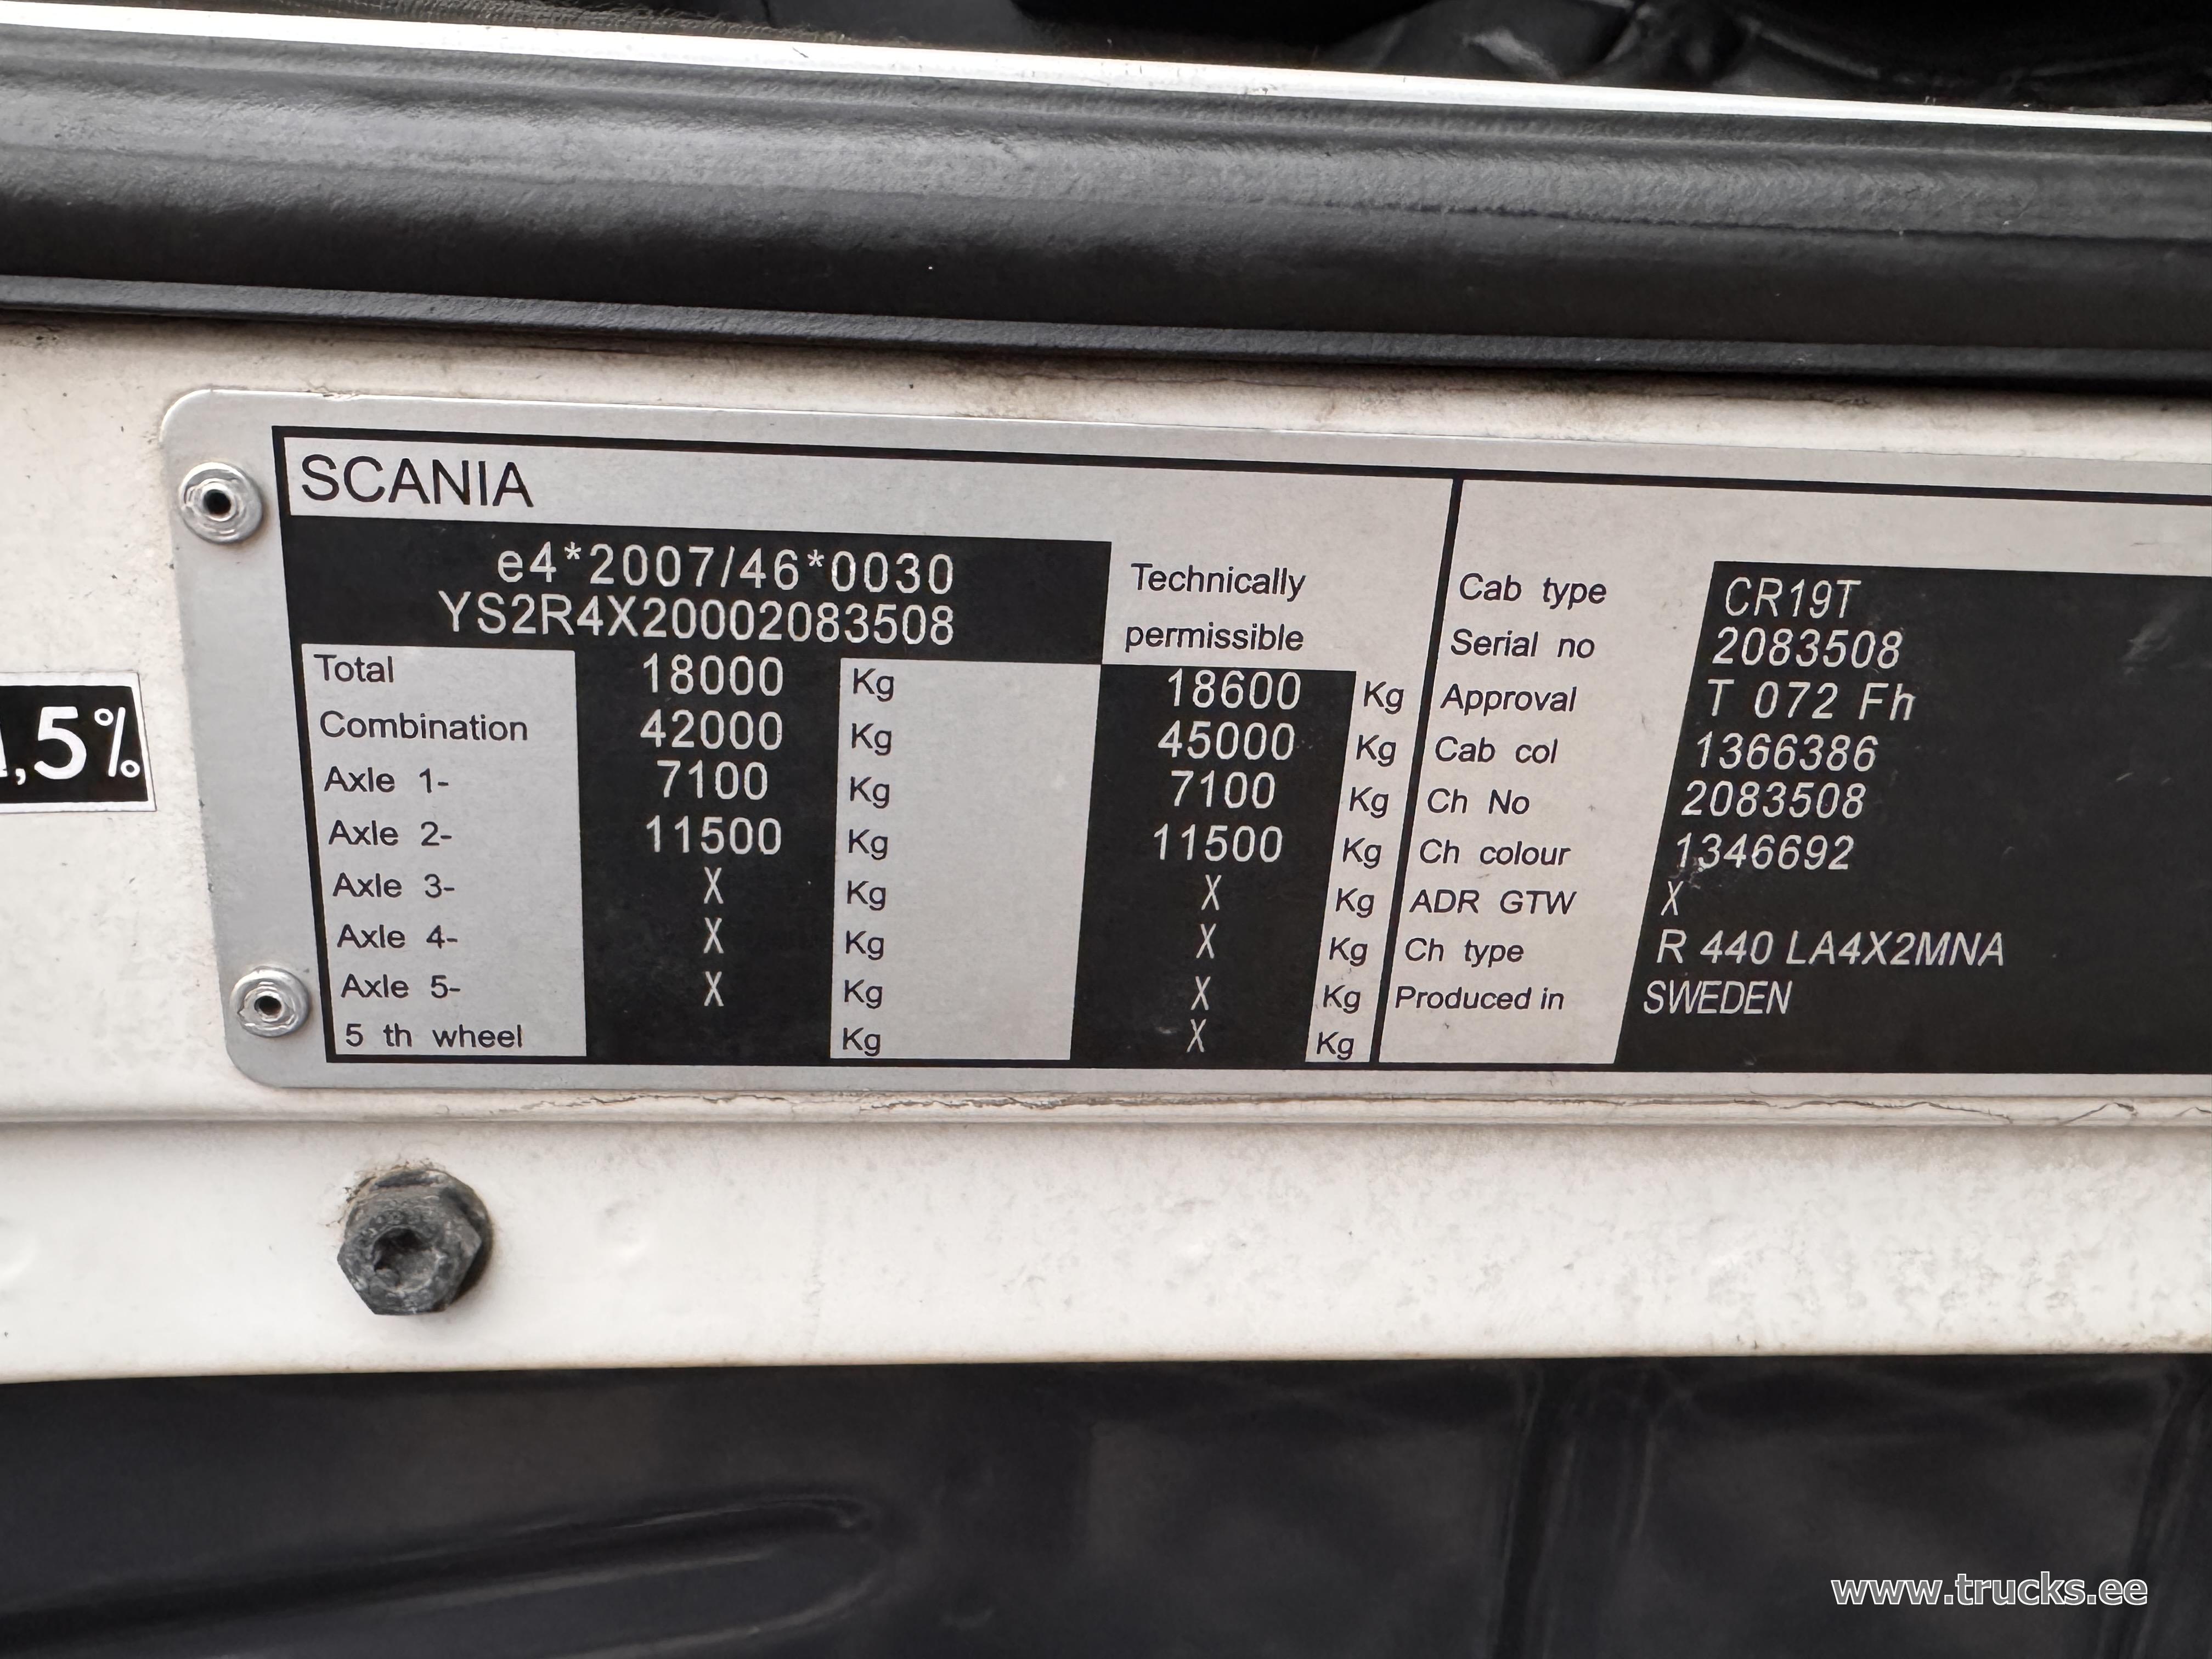 SCANIA
e4*2007/46*0030
YS2R4X20002083508
Technically
permissible
Total 18000 Kg 18600 Kg
Combination 42000 Kg 45000 Kg
Axle 1- 7100 Kg 7100 Kg
Axle 2- 11500 Kg 11500 Kg
Axle 3- X Kg X Kg
Axle 4- X Kg X Kg
Axle 5- X Kg X Kg
5 th wheel Kg X Kg
Cab type CR19T
Serial no 2083508
Approval T 072 Fh
Cab col 1366386
Ch No 2083508
Ch colour 1346692
ADR GTW X
Ch type R 440 LA4X2MNA
Produced in SWEDEN
,5%
www.trucks.ee